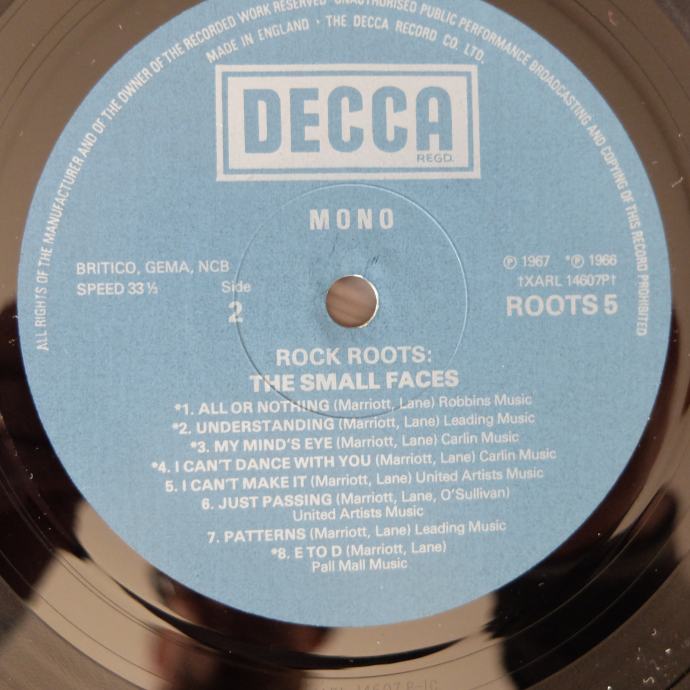 ALL RIGHTS OF THE MANUFACTURER AND OF THE OWNER OF THE RECORDED WORK RESERVED · UNAUTHORISED PUBLIC PERFORMANCE BROADCASTING AND COPYING OF THIS RECORD PROHIBITED
MADE IN ENGLAND · THE DECCA RECORD CO. LTD.
DECCA
REGD.
MONO
BRITICO, GEMA, NCB
SPEED 33 ⅓
Side
2
℗ 1967 *℗ 1966
†XARL 14607P†
ROOTS 5
ROCK ROOTS:
THE SMALL FACES
*1. ALL OR NOTHING (Marriott, Lane) Robbins Music
*2. UNDERSTANDING (Marriott, Lane) Leading Music
*3. MY MIND'S EYE (Marriott, Lane) Carlin Music
*4. I CAN'T DANCE WITH YOU (Marriott, Lane) Carlin Music
5. I CAN'T MAKE IT (Marriott, Lane) United Artists Music
6. JUST PASSING (Marriott, Lane, O'Sullivan)
United Artists Music
7. PATTERNS (Marriott, Lane) Leading Music
*8. E TO D (Marriott, Lane)
Pall Mall Music